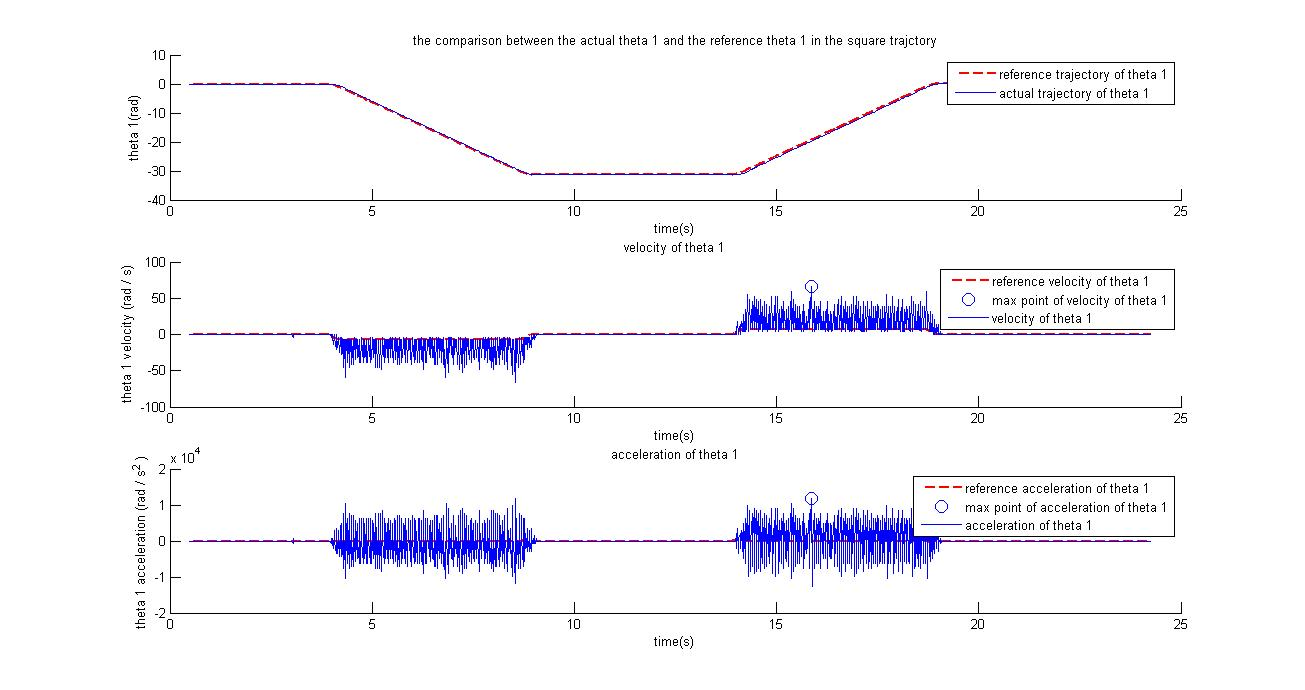 the comparison between the actual theta 1 and the reference theta 1 in the square trajctory
10
0
-10
-20
-30
-40
theta 1(rad)
reference trajectory of theta 1
actual trajectory of theta 1
0 5 10 15 20 25
time(s)
velocity of theta 1
100
50
0
-50
-100
theta 1 velocity (rad / s)
reference velocity of theta 1
max point of velocity of theta 1
velocity of theta 1
0 5 10 15 20 25
time(s)
acceleration of theta 1
x 10^4
2
1
0
-1
-2
theta 1 acceleration (rad / s^2 )
reference acceleration of theta 1
max point of acceleration of theta 1
acceleration of theta 1
0 5 10 15 20 25
time(s)